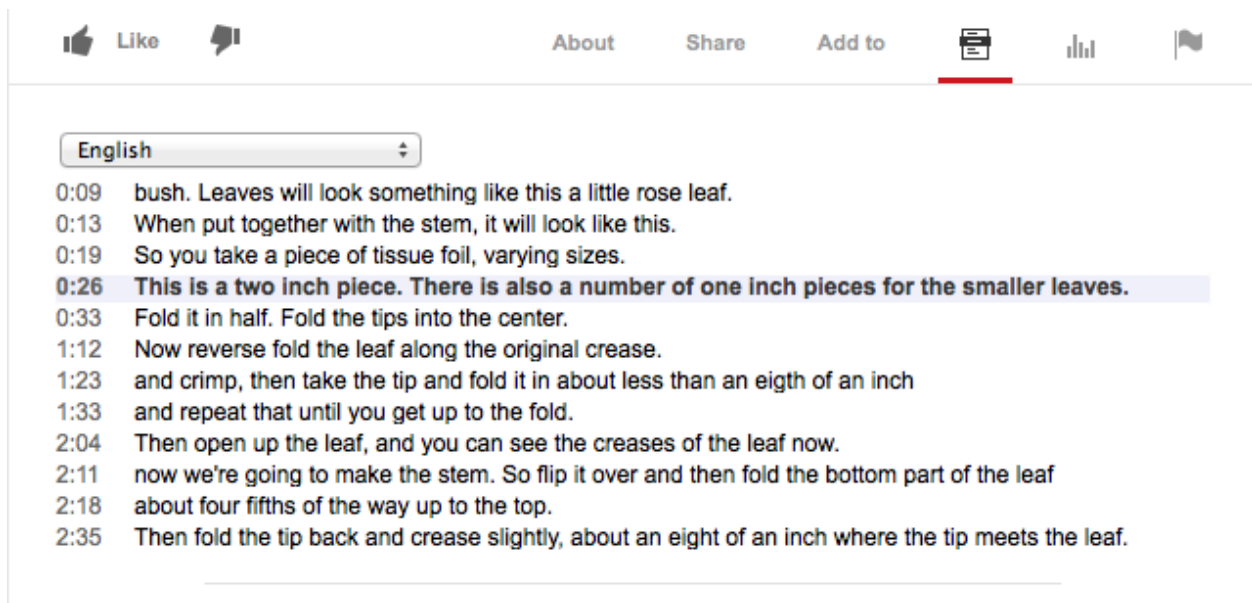 Like About Share Add to
English
0:09 bush. Leaves will look something like this a little rose leaf.
0:13 When put together with the stem, it will look like this.
0:19 So you take a piece of tissue foil, varying sizes.
0:26 This is a two inch piece. There is also a number of one inch pieces for the smaller leaves.
0:33 Fold it in half. Fold the tips into the center.
1:12 Now reverse fold the leaf along the original crease.
1:23 and crimp, then take the tip and fold it in about less than an eigth of an inch
1:33 and repeat that until you get up to the fold.
2:04 Then open up the leaf, and you can see the creases of the leaf now.
2:11 now we're going to make the stem. So flip it over and then fold the bottom part of the leaf
2:18 about four fifths of the way up to the top.
2:35 Then fold the tip back and crease slightly, about an eight of an inch where the tip meets the leaf.